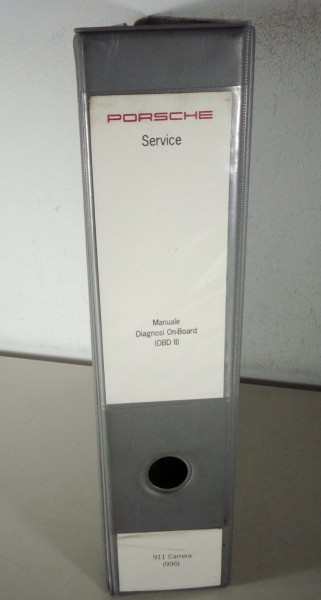 PORSCHE
Service
Manuale
Diagnosi On-Board
(OBD II)
911 Carrera
(996)